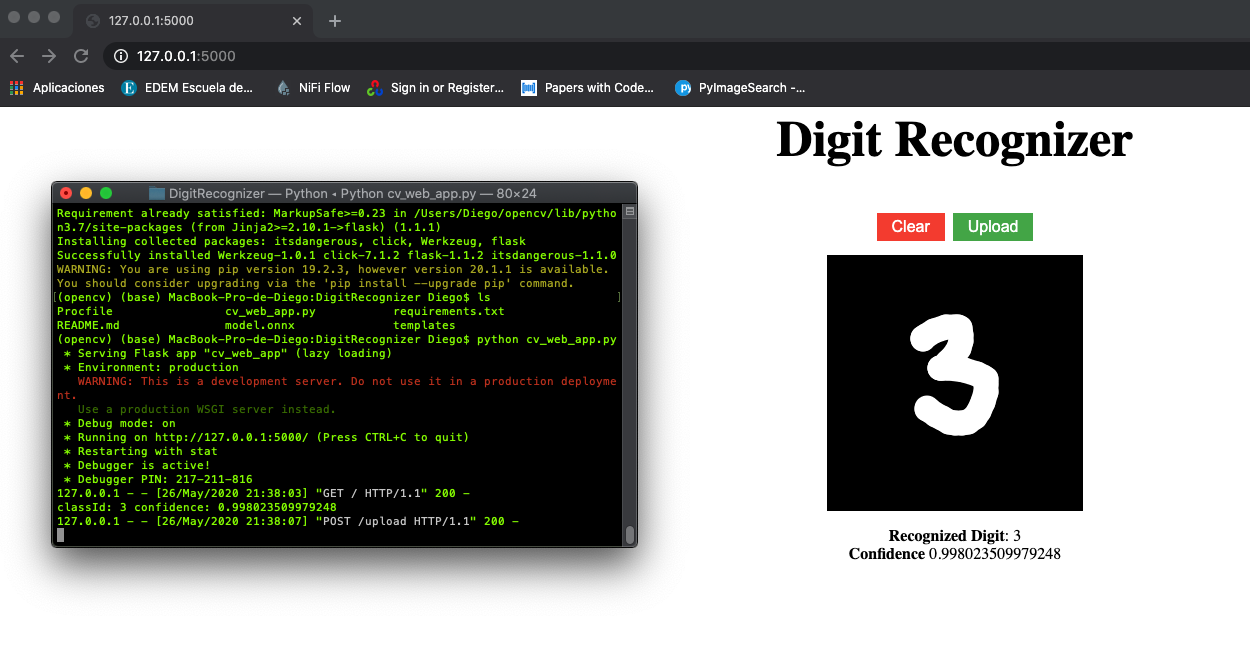 127.0.0.1:5000
127.0.0.1:5000
Aplicaciones EDEM Escuela de... NiFi Flow Sign in or Register... Papers with Code... PyImageSearch -...
DigitRecognizer — Python ◂ Python cv_web_app.py — 80×24
Requirement already satisfied: MarkupSafe>=0.23 in /Users/Diego/opencv/lib/pytho
n3.7/site-packages (from Jinja2>=2.10.1->flask) (1.1.1)
Installing collected packages: itsdangerous, click, Werkzeug, flask
Successfully installed Werkzeug-1.0.1 click-7.1.2 flask-1.1.2 itsdangerous-1.1.0
WARNING: You are using pip version 19.2.3, however version 20.1.1 is available.
You should consider upgrading via the 'pip install --upgrade pip' command.
[(opencv) (base) MacBook-Pro-de-Diego:DigitRecognizer Diego$ ls ]
Procfile cv_web_app.py requirements.txt
README.md model.onnx templates
(opencv) (base) MacBook-Pro-de-Diego:DigitRecognizer Diego$ python cv_web_app.py
* Serving Flask app "cv_web_app" (lazy loading)
* Environment: production
WARNING: This is a development server. Do not use it in a production deployme
nt.
Use a production WSGI server instead.
* Debug mode: on
* Running on http://127.0.0.1:5000/ (Press CTRL+C to quit)
* Restarting with stat
* Debugger is active!
* Debugger PIN: 217-211-816
127.0.0.1 - - [26/May/2020 21:38:03] "GET / HTTP/1.1" 200 -
classId: 3 confidence: 0.998023509979248
127.0.0.1 - - [26/May/2020 21:38:07] "POST /upload HTTP/1.1" 200 -
Digit Recognizer
Clear Upload
3
Recognized Digit: 3
Confidence 0.998023509979248